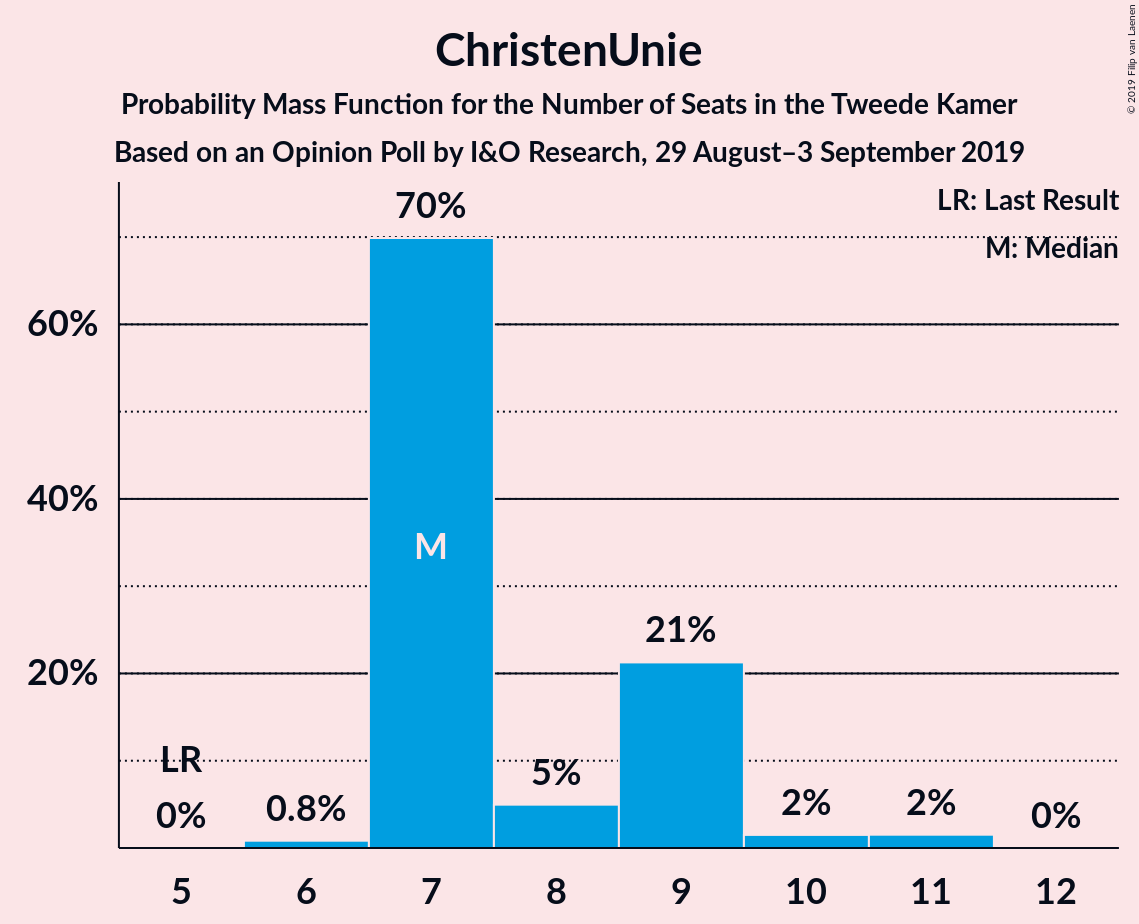 ChristenUnie
Probability Mass Function for the Number of Seats in the Tweede Kamer
Based on an Opinion Poll by I&O Research, 29 August–3 September 2019
© 2019 Filip van Laenen
LR: Last Result
M: Median
70%
60%
40%
M
21%
20%
LR
5%
0%
0.8%
2%
2%
0%
5 6 7 8 9 10 11 12